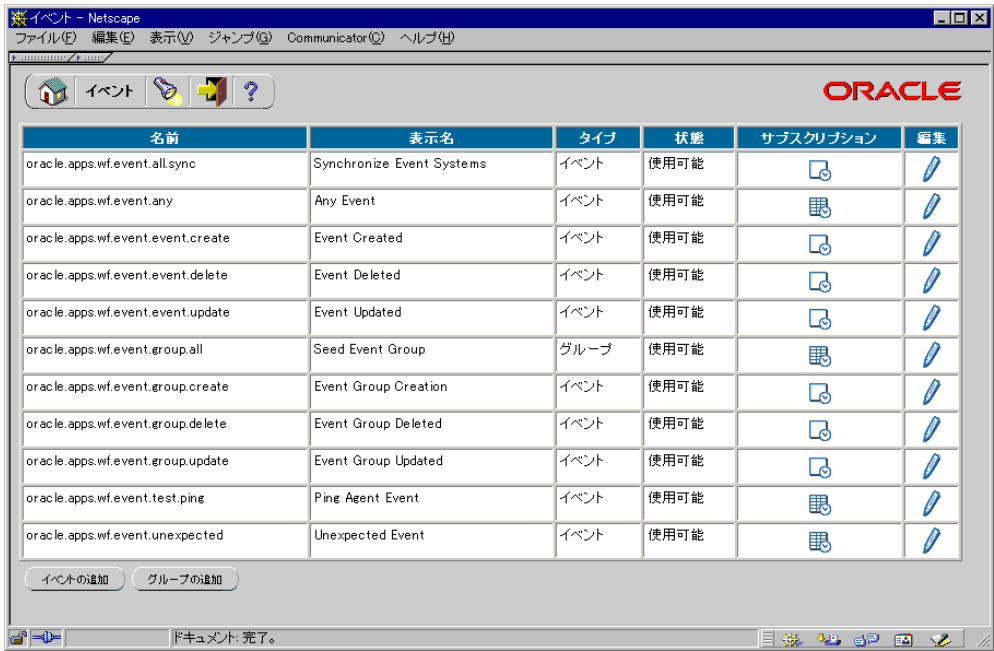 イベント - Netscape
ファイル(F) 編集(E) 表示(V) ジャンプ(G) Communicator(C) ヘルプ(H)
イベント ? ORACLE
名前 表示名 タイプ 状態 サブスクリプション 編集
oracle.apps.wf.event.all.sync Synchronize Event Systems イベント 使用可能
oracle.apps.wf.event.any Any Event イベント 使用可能
oracle.apps.wf.event.event.create Event Created イベント 使用可能
oracle.apps.wf.event.event.delete Event Deleted イベント 使用可能
oracle.apps.wf.event.event.update Event Updated イベント 使用可能
oracle.apps.wf.event.group.all Seed Event Group グループ 使用可能
oracle.apps.wf.event.group.create Event Group Creation イベント 使用可能
oracle.apps.wf.event.group.delete Event Group Deleted イベント 使用可能
oracle.apps.wf.event.group.update Event Group Updated イベント 使用可能
oracle.apps.wf.event.test.ping Ping Agent Event イベント 使用可能
oracle.apps.wf.event.unexpected Unexpected Event イベント 使用可能
イベントの追加 グループの追加
ドキュメント: 完了。